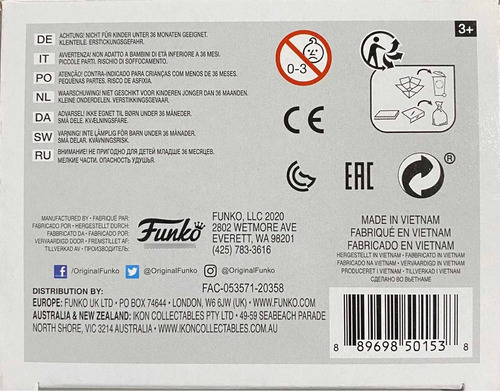 3+
DE ACHTUNG! NICHT FÜR KINDER UNTER 36 MONATEN GEEIGNET.
KLEINTEILE. ERSTICKUNGSGEFAHR.
IT AVVERTENZA! NON ADATTO A BAMBINI DI ETÀ INFERIORE A 36 MESI.
PICCOLE PARTI. RISCHIO DI SOFFOCAMENTO.
PO ATENÇÃO! CONTRA-INDICADO PARA CRIANÇAS COM MENOS DE 36 MESES.
PEQUENAS PARTES. RISCO DE ASFIXIA.
NL WAARSCHUWING! NIET GESCHIKT VOOR KINDEREN JONGER DAN 36 MAANDEN.
KLEINE ONDERDELEN. VERSTIKKINGSGEVAAR.
DA ADVARSEL! IKKE EGNET TIL BØRN UNDER 36 MÅNEDER.
SMÅ DELE. KVÆLNINGSFARE.
SW VARNING! INTE LÄMPLIG FÖR BARN UNDER 36 MÅNADER.
SMÅ DELAR. KVÄVNINGSRISK.
RU ВНИМАНИЕ! НЕ ПРИГОДНО ДЛЯ ДЕТЕЙ МЛАДШЕ 36 МЕСЯЦЕВ.
МЕЛКИЕ ЧАСТИ. ОПАСНОСТЬ УДУШЬЯ.
0-3
CE
EAC
®
MANUFACTURED BY • FABRIQUÉ PAR:
FABRICADO POR • HERGESTELLT DURCH:
FABBRICATO DA • FABRICADO POR:
VERVAARDIGD DOOR • FREMSTILLET AF:
TILLVERKAD AV • ПРОИЗВОДИТЕЛЬ:
Funko
FUNKO, LLC 2020
2802 WETMORE AVE
EVERETT, WA 98201
(425) 783-3616
MADE IN VIETNAM
FABRIQUÉ EN VIETNAM
FABRICADO EN VIETNAM
HERGESTELLT IN VIETNAM • FABBRICATO IN VIETNAM
FABRICADO NA VIETNAM • VERVAARDIGD IN VIETNAM
PRODUCERET I VIETNAM • TILLVERKAD I VIETNAM
СДЕЛАНО ВО ВЬЕТНАМЕ
/OriginalFunko @OriginalFunko @OriginalFunko
FAC-053571-20358
DISTRIBUTION BY:
EUROPE: FUNKO UK LTD • PO BOX 74644 • LONDON, W6 6JW (UK) • WWW.FUNKO.COM
AUSTRALIA & NEW ZEALAND: IKON COLLECTABLES PTY LTD • 49-59 SEABEACH PARADE
NORTH SHORE, VIC 3214 AUSTRALIA • WWW.IKONCOLLECTABLES.COM.AU
8 89698 50153 8